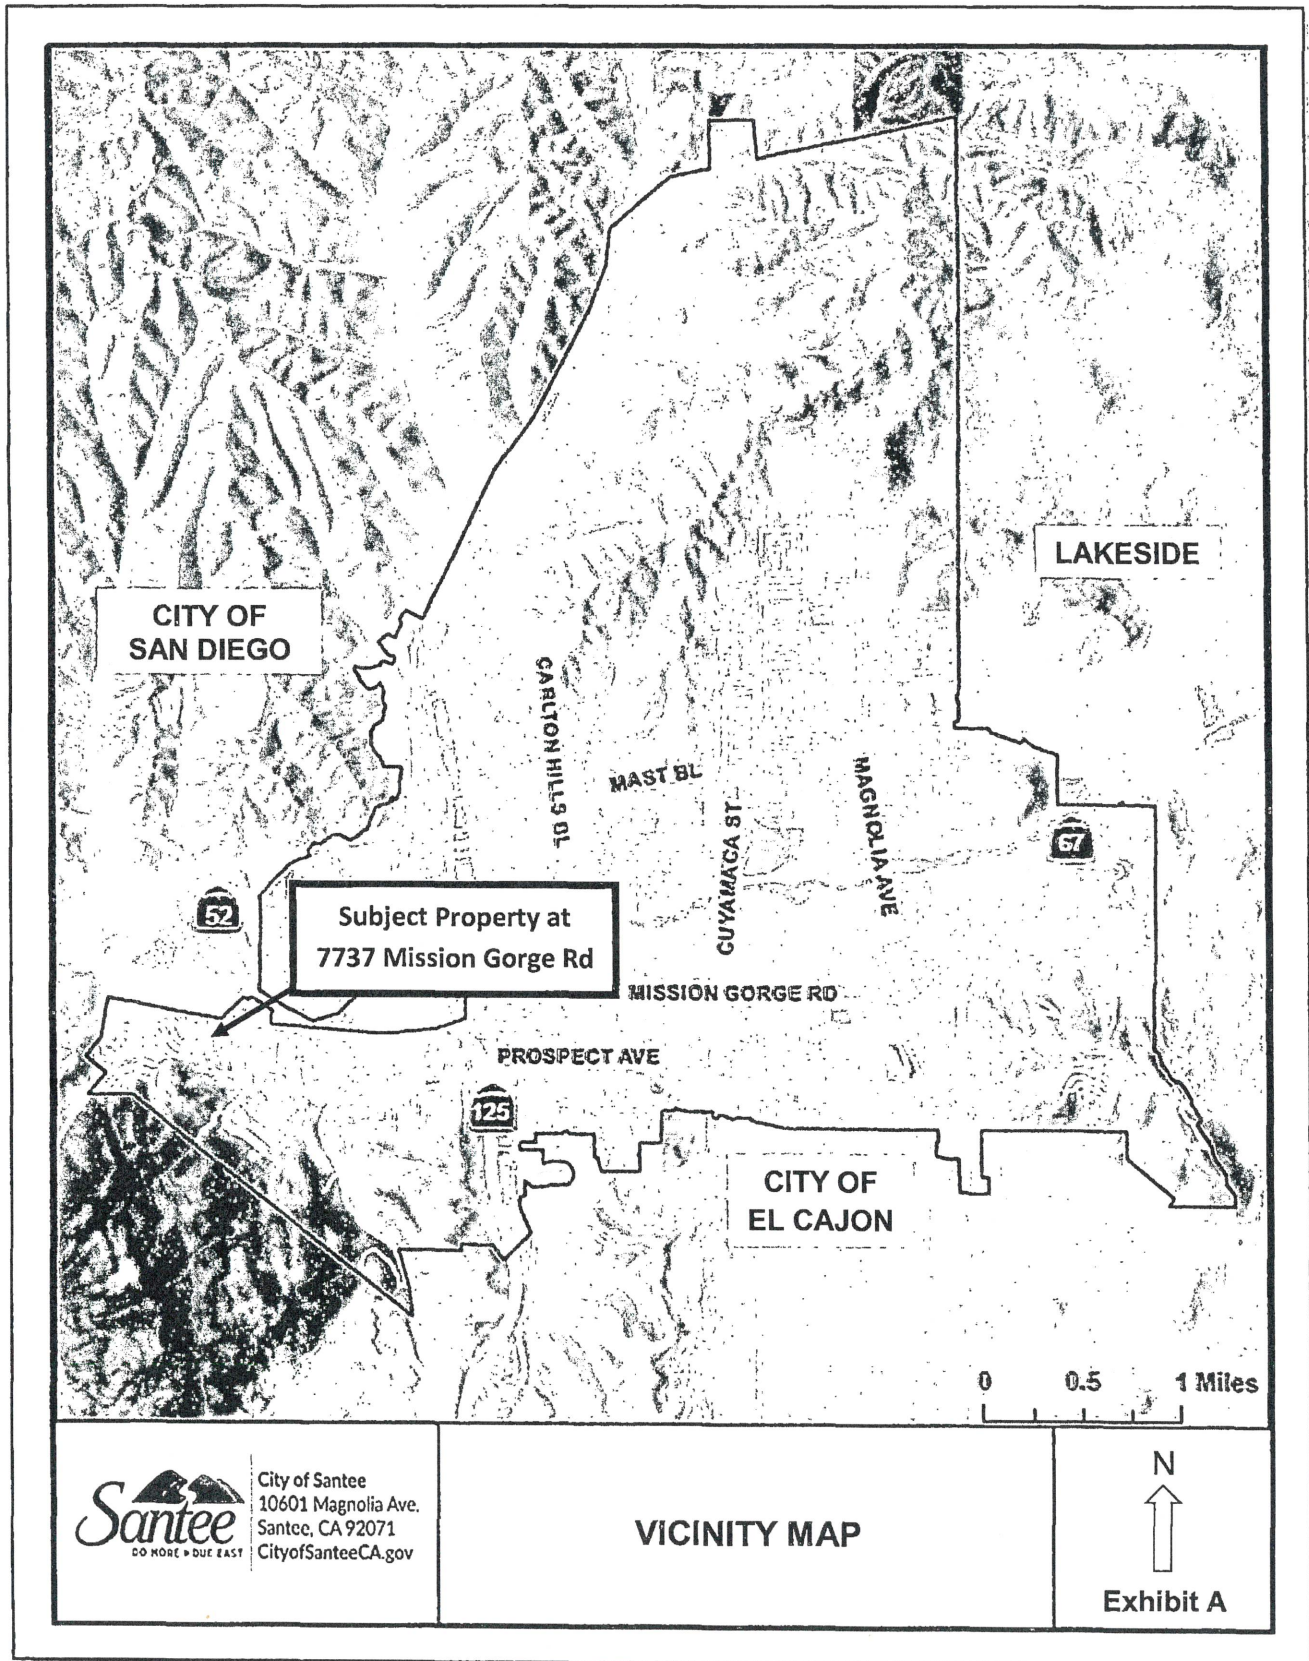 LAKESIDE
CITY OF
SAN DIEGO
CARLTON HILLS BL
MAST BL
CUYAMACA ST
MAGNOLIA AVE
67
52
Subject Property at
7737 Mission Gorge Rd
MISSION GORGE RD
PROSPECT AVE
125
CITY OF
EL CAJON
0 0.5 1 Miles
Santee
DO MORE ▸ DUE EAST
City of Santee
10601 Magnolia Ave.
Santee, CA 92071
CityofSanteeCA.gov
VICINITY MAP
N
Exhibit A